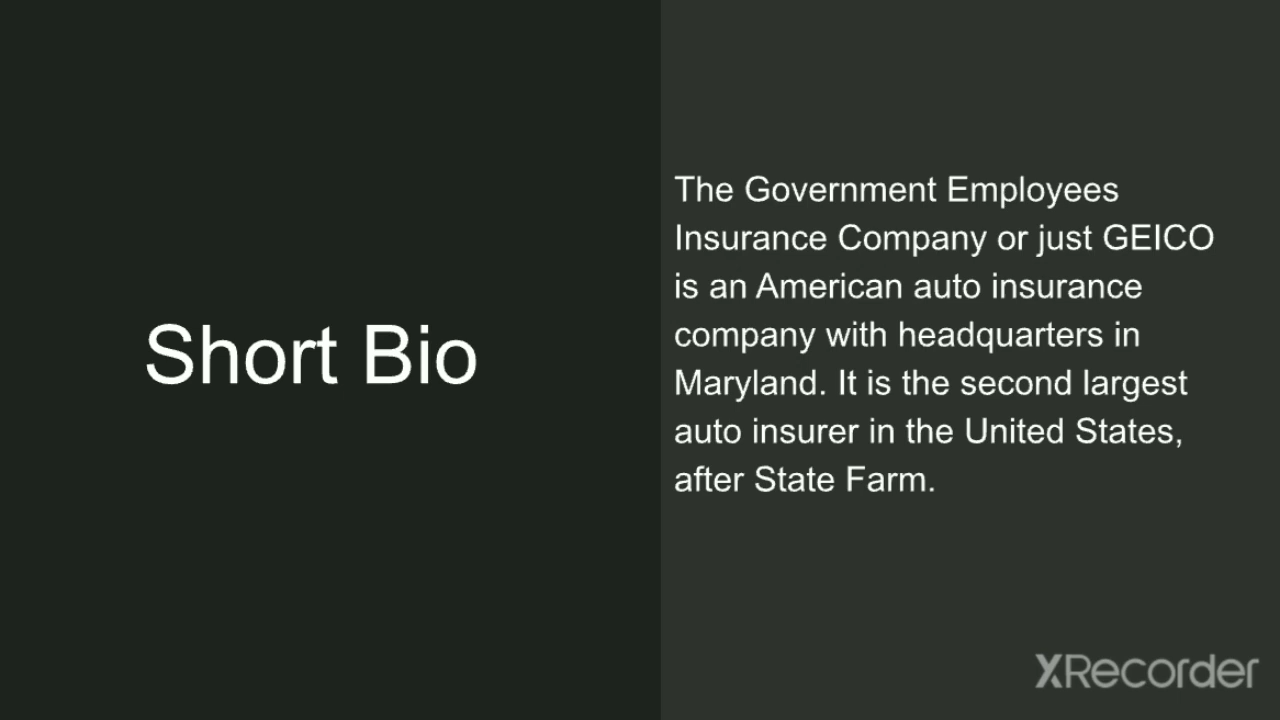 Short Bio
The Government Employees
Insurance Company or just GEICO
is an American auto insurance
company with headquarters in
Maryland. It is the second largest
auto insurer in the United States,
after State Farm.
XRecorder